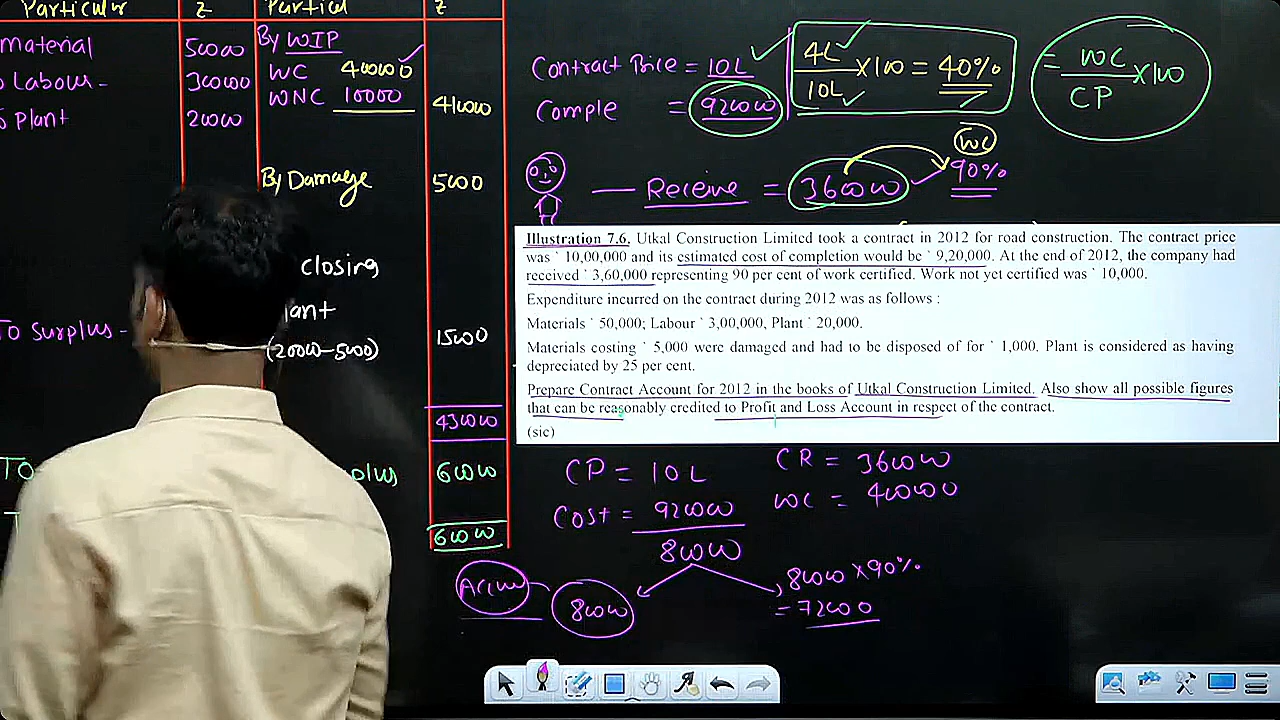 Particular
₹
Particul
₹
material
50000
By WIP
WC 400000
WNC 10000
410000
Labour -
300000
Plant
20000
By Damage
5000
closing
lant
(20000-5000)
15000
To Surplus -
430000
TO
plus
60000
60000
Contract Price = 10L
Comple = 920000
4L
10L
×100 = 40%
= WC
CP
×100
Receive = 360000
WC
90%
Illustration 7.6. Utkal Construction Limited took a contract in 2012 for road construction. The contract price
was ` 10,00,000 and its estimated cost of completion would be ` 9,20,000. At the end of 2012, the company had
received ` 3,60,000 representing 90 per cent of work certified. Work not yet certified was ` 10,000.
Expenditure incurred on the contract during 2012 was as follows :
Materials ` 50,000; Labour ` 3,00,000, Plant ` 20,000.
Materials costing ` 5,000 were damaged and had to be disposed of for ` 1,000. Plant is considered as having
depreciated by 25 per cent.
Prepare Contract Account for 2012 in the books of Utkal Construction Limited. Also show all possible figures
that can be reasonably credited to Profit and Loss Account in respect of the contract.
(sic)
CP = 10L
Cost = 920000
80000
CR = 360000
WC = 400000
80000
80000 × 90%
= 72000